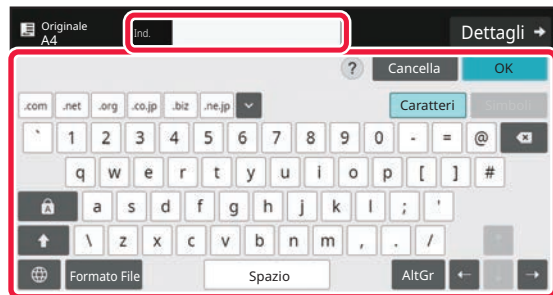 Originale
A4
Ind.
Dettagli
? Cancella OK
.com .net .org .co.jp .biz .ne.jp Caratteri Simboli
` 1 2 3 4 5 6 7 8 9 0 - = @
q w e r t y u i o p [ ] #
A a s d f g h j k l ; '
\ z x c v b n m , . /
Formato File Spazio AltGr